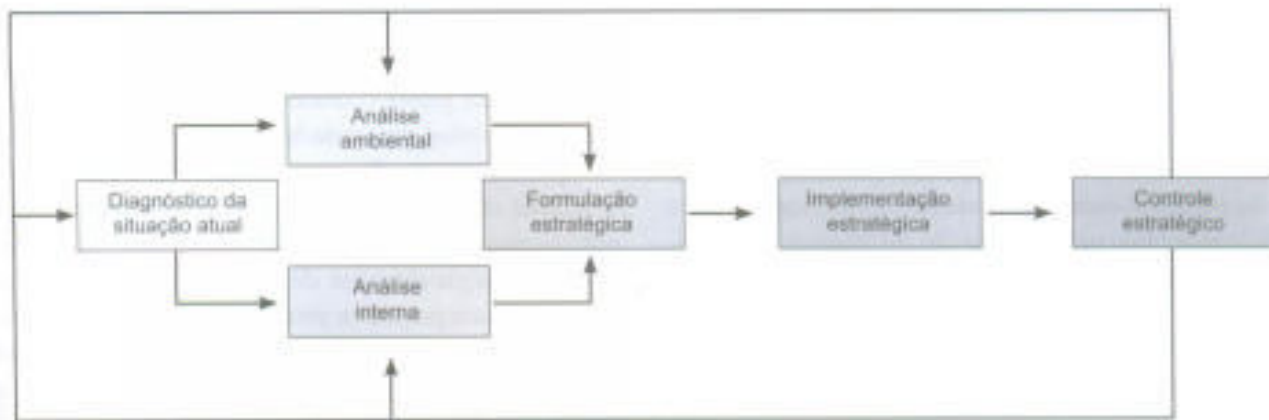 Análise
ambiental
Diagnóstico da
situação atual
Formulação
estratégica
Implementação
estratégica
Controle
estratégico
Análise
interna